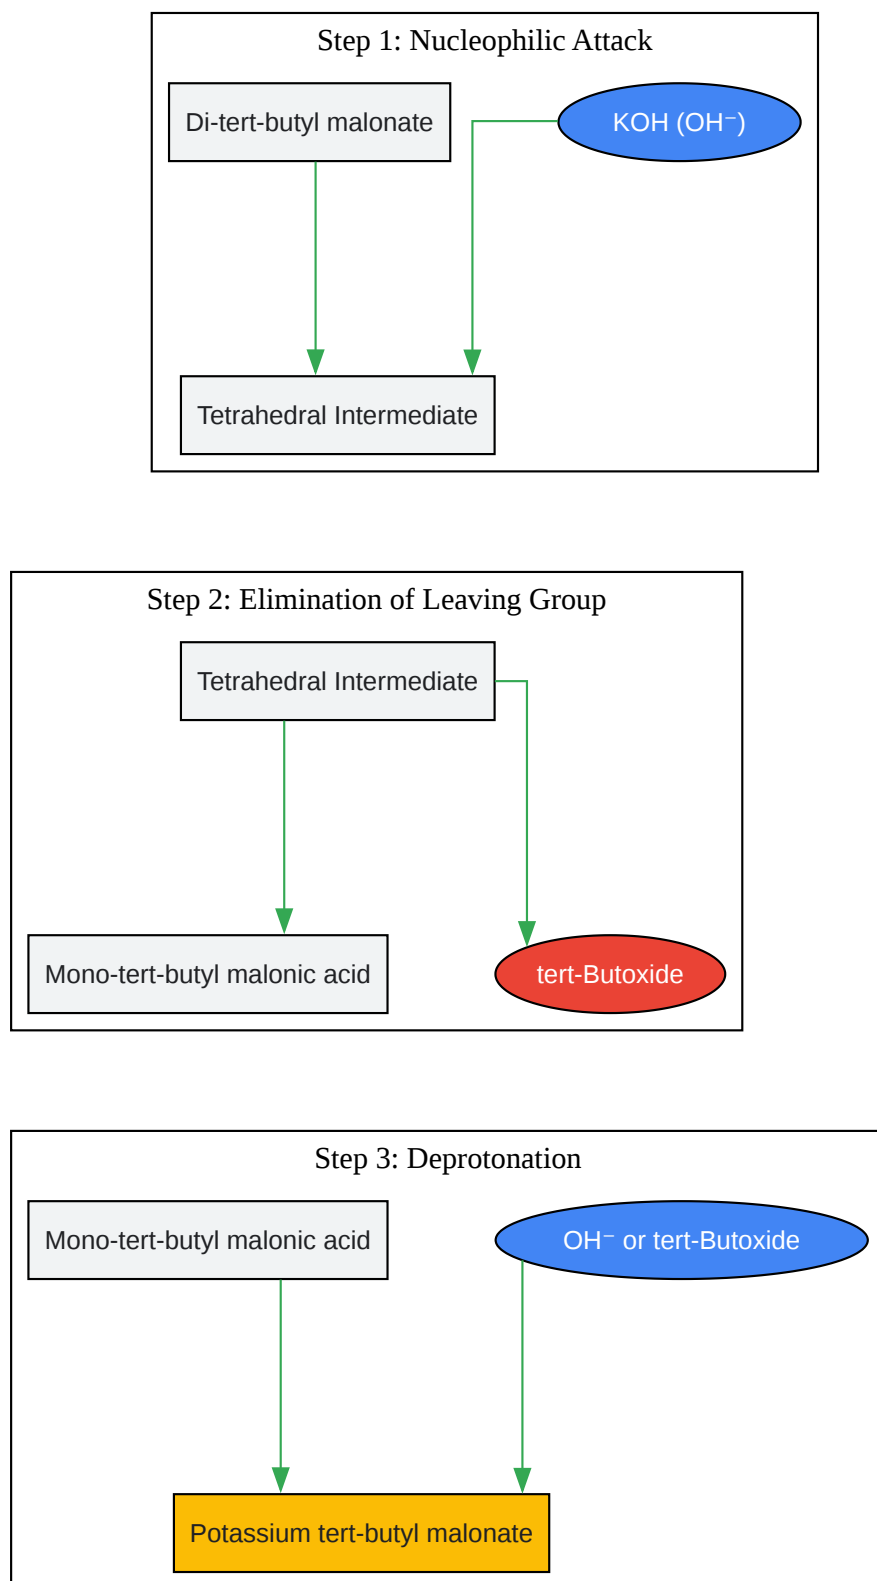 Step 1: Nucleophilic Attack
Di-tert-butyl malonate
KOH (OH⁻)
Tetrahedral Intermediate
Step 2: Elimination of Leaving Group
Tetrahedral Intermediate
Mono-tert-butyl malonic acid
tert-Butoxide
Step 3: Deprotonation
Mono-tert-butyl malonic acid
OH⁻ or tert-Butoxide
Potassium tert-butyl malonate